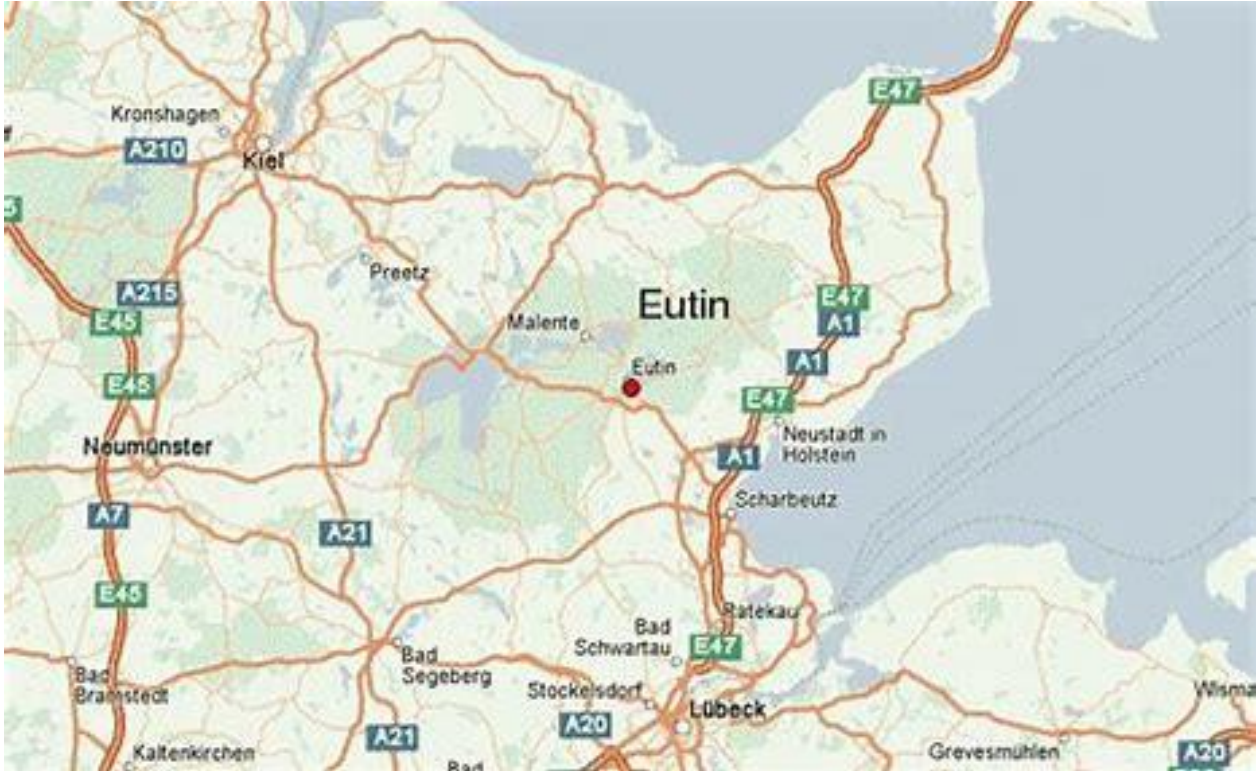 E47
Kronshagen
A210
Kiel
Preetz
A215
E45
Eutin
E47
A1
Malente
A1
Eutin
E45
E47
Neumünster
Neustadt in
Holstein
A1
Scharbeutz
A7
A21
E45
Ratekau
Bad
Schwartau
E47
Bad
Segeberg
Bad
Bramstedt
Stockelsdorf
Lübeck
A20
A21
Kaltenkirchen
Bad
Grevesmühlen
Wisma
A20